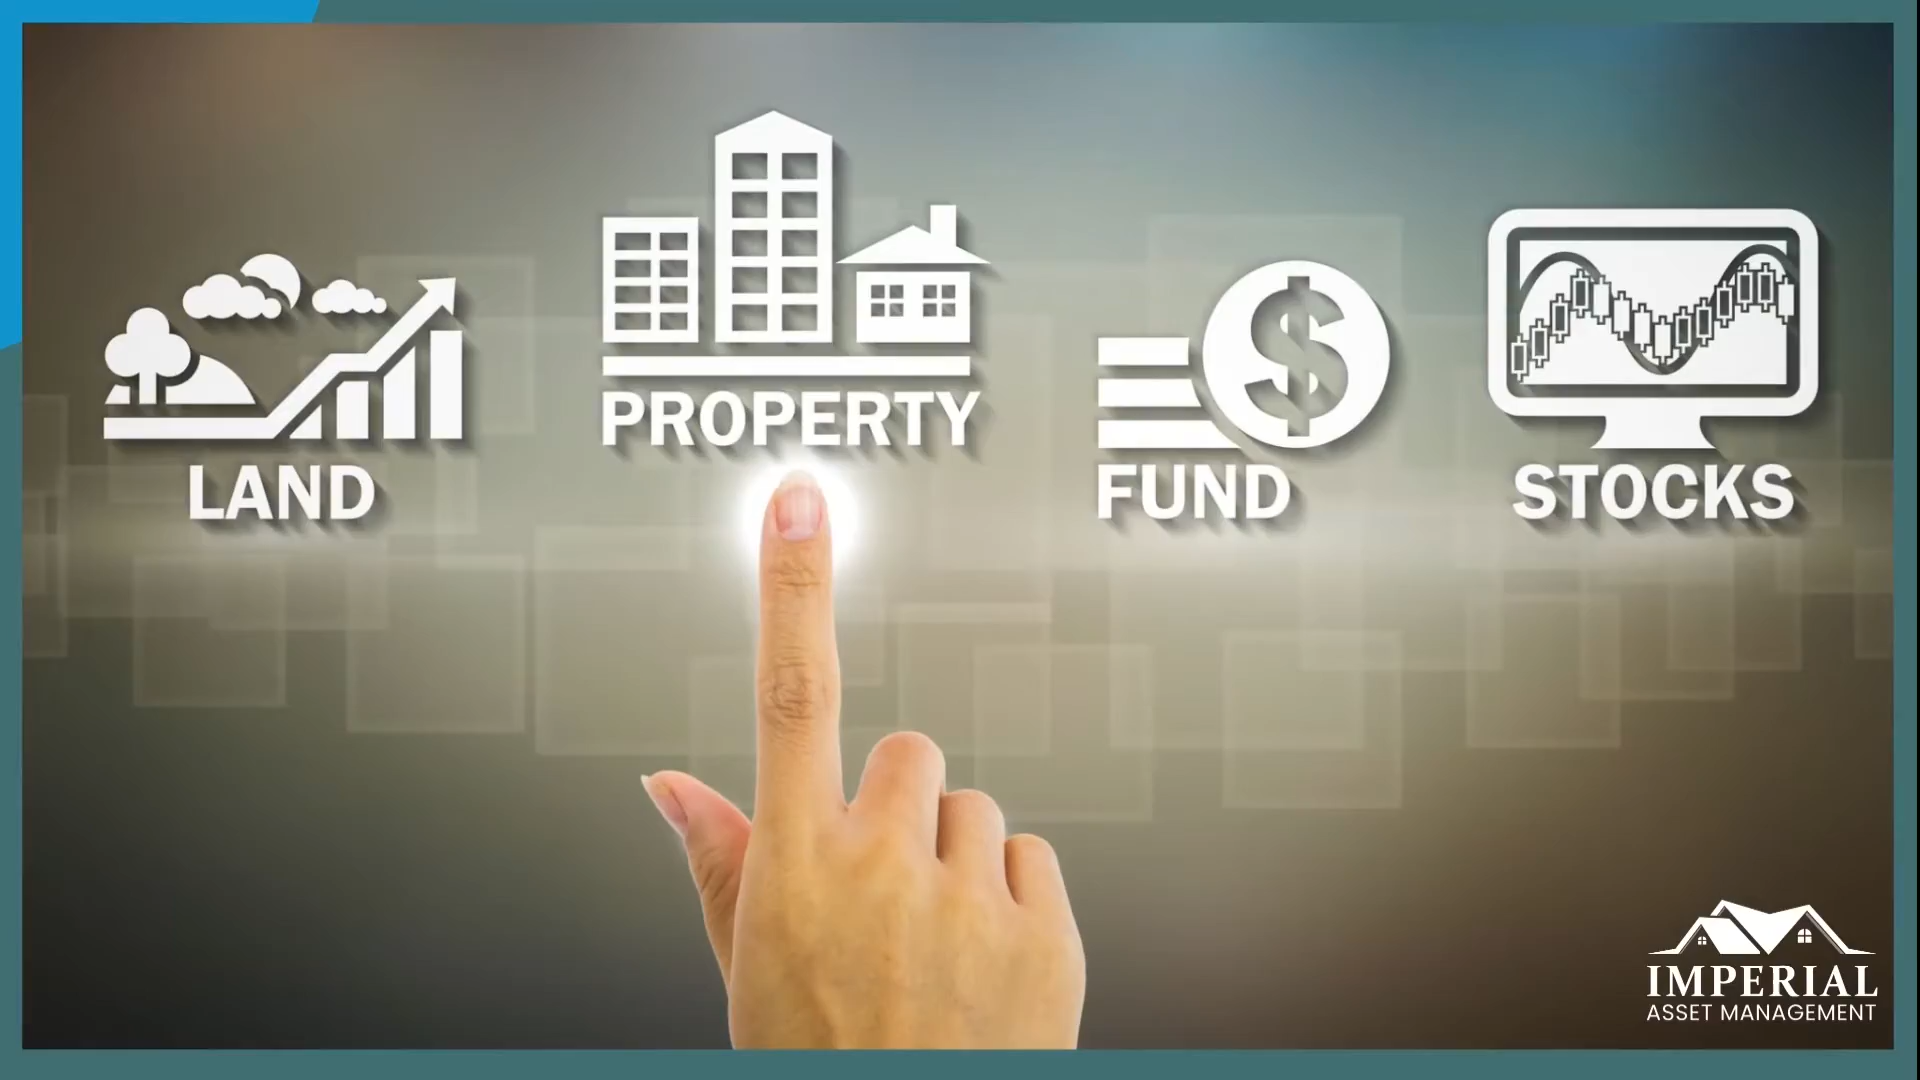 LAND
PROPERTY
FUND
STOCKS
IMPERIAL
ASSET MANAGEMENT